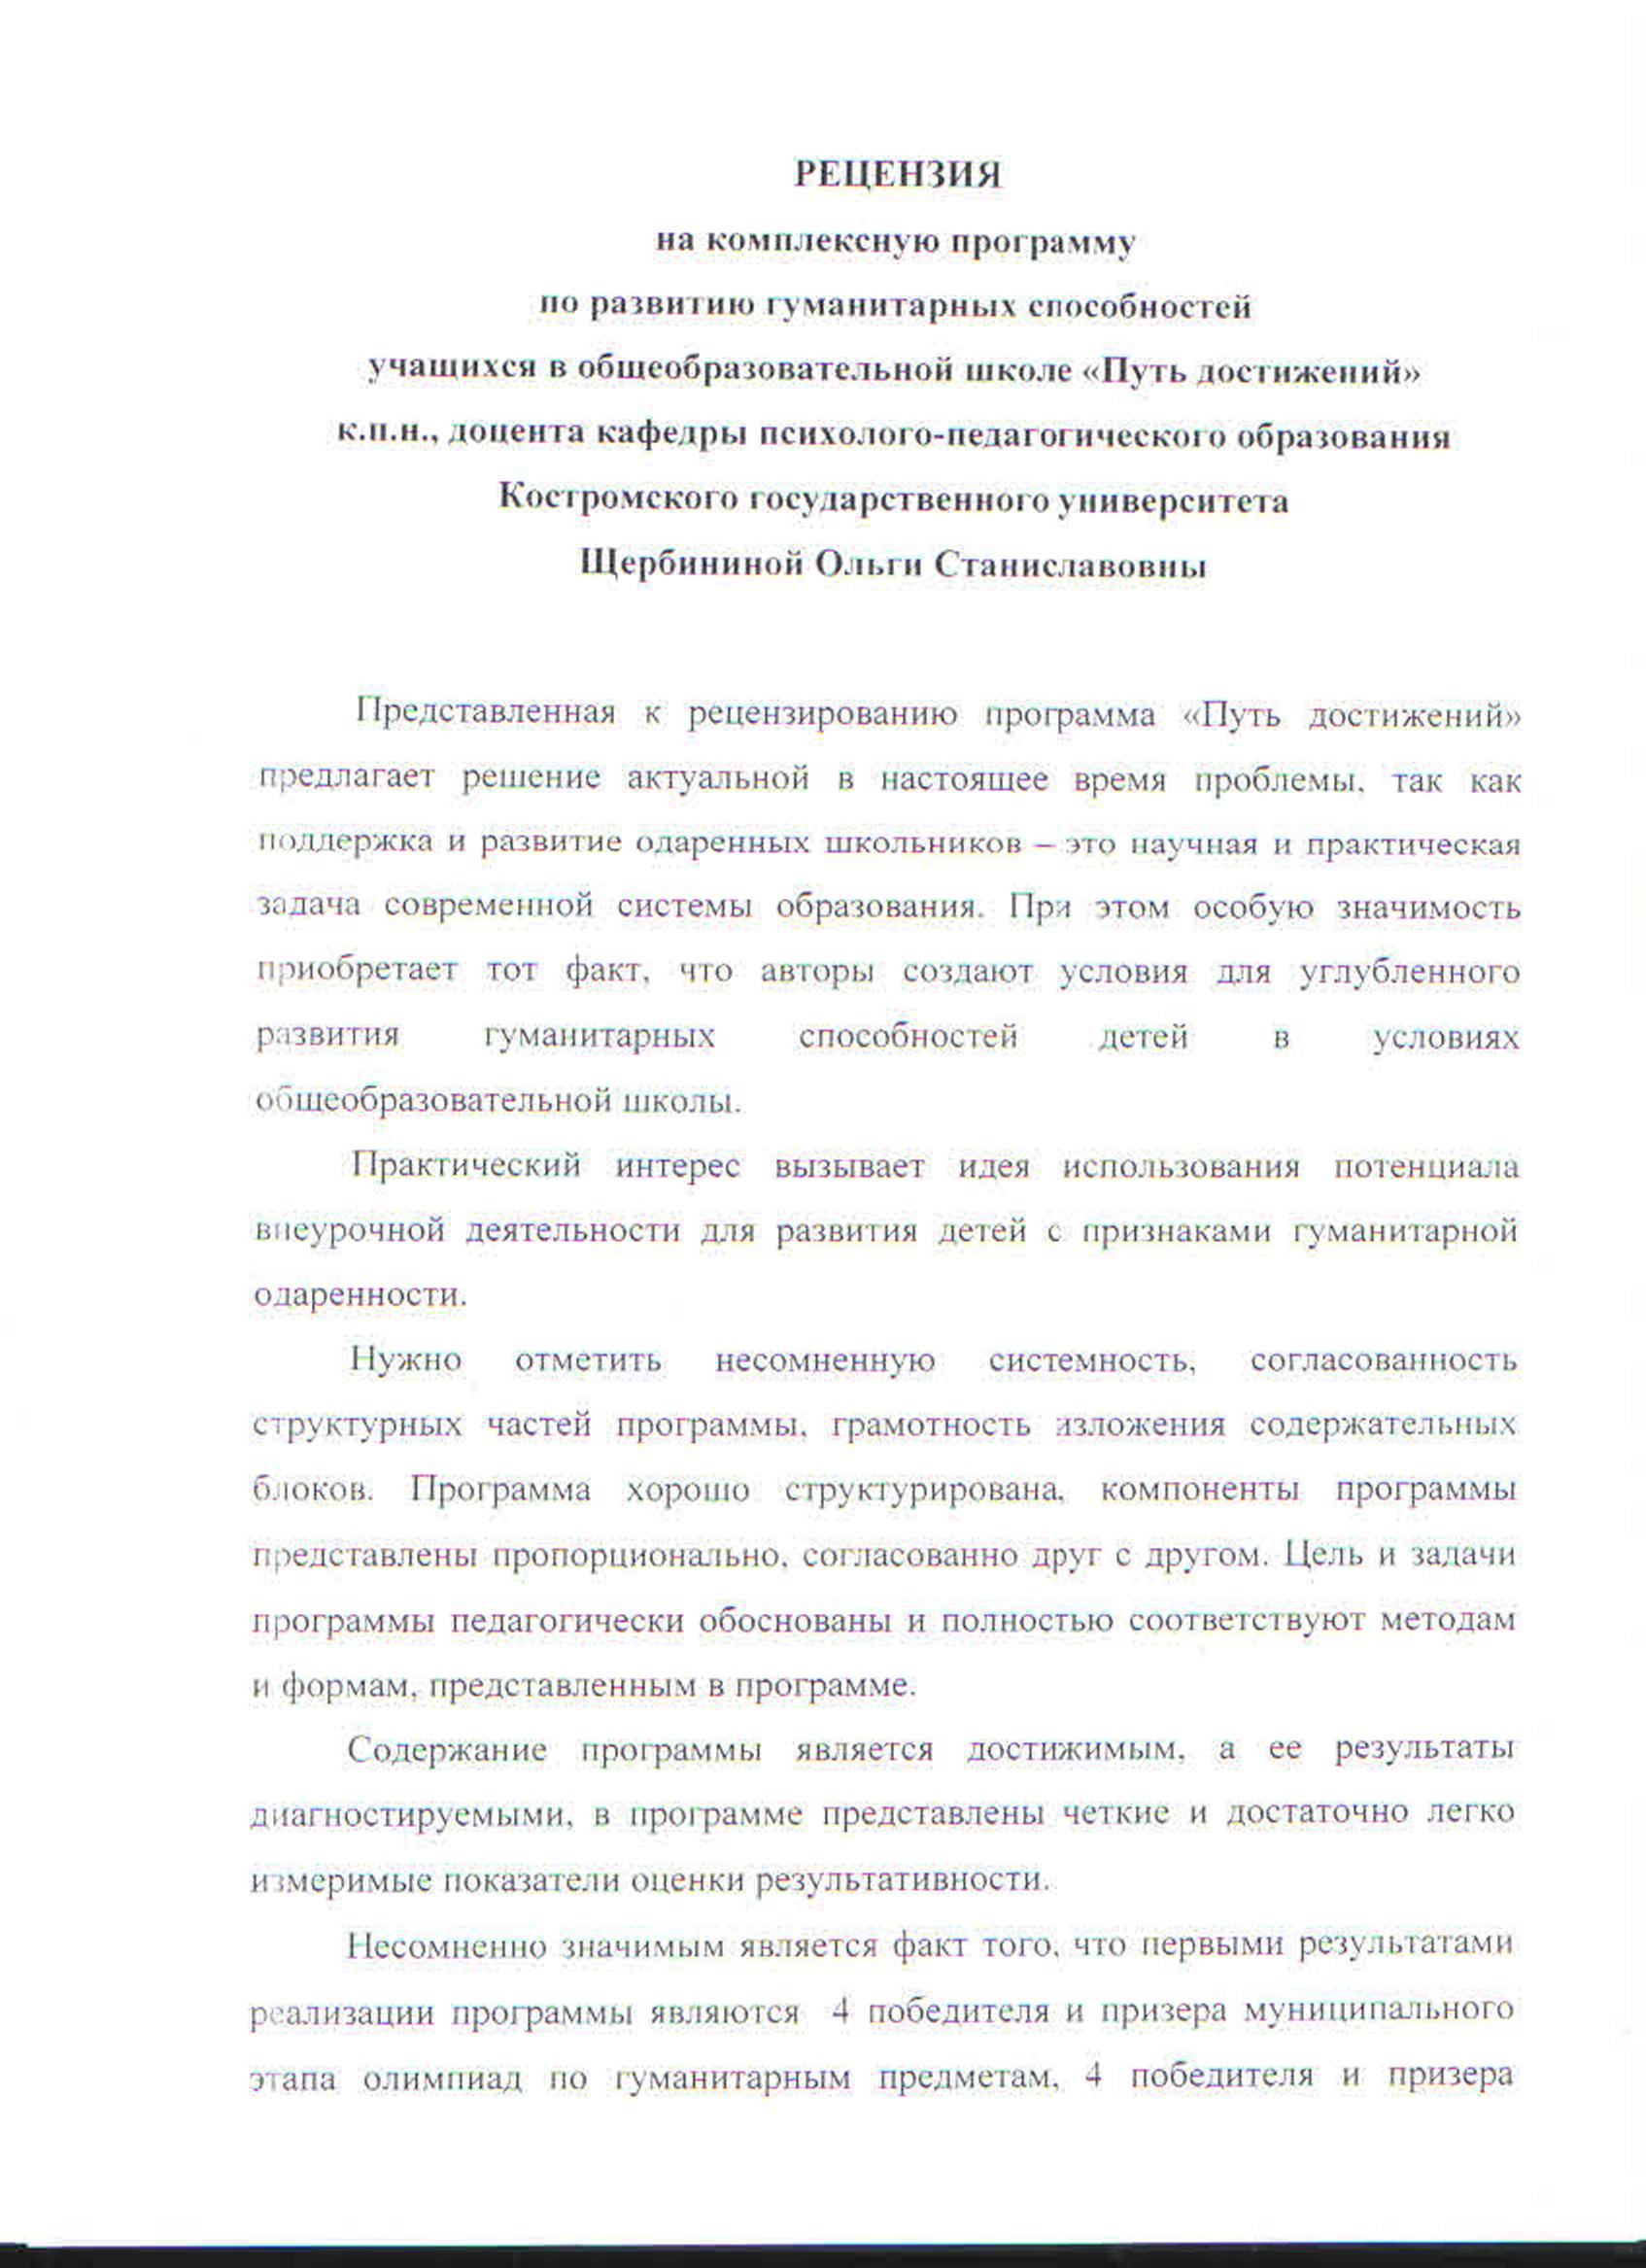 РЕЦЕНЗИЯ
на комплексную программу
по развитию гуманитарных способностей
учащихся в общеобразовательной школе «Путь достижений»
к.п.н., доцента кафедры психолого-педагогического образования
Костромского государственного университета
Щербининой Ольги Станиславовны
Представленная к рецензированию программа «Путь достижений»
предлагает решение актуальной в настоящее время проблемы, так как
поддержка и развитие одаренных школьников – это научная и практическая
задача современной системы образования. При этом особую значимость
приобретает тот факт, что авторы создают условия для углубленного
развития гуманитарных способностей детей в условиях
общеобразовательной школы.
Практический интерес вызывает идея использования потенциала
внеурочной деятельности для развития детей с признаками гуманитарной
одаренности.
Нужно отметить несомненную системность, согласованность
структурных частей программы, грамотность изложения содержательных
блоков. Программа хорошо структурирована, компоненты программы
представлены пропорционально, согласованно друг с другом. Цель и задачи
программы педагогически обоснованы и полностью соответствуют методам
и формам, представленным в программе.
Содержание программы является достижимым, а ее результаты
диагностируемыми, в программе представлены четкие и достаточно легко
измеримые показатели оценки результативности.
Несомненно значимым является факт того, что первыми результатами
реализации программы являются 4 победителя и призера муниципального
этапа олимпиад по гуманитарным предметам, 4 победителя и призера